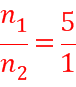 n₁/n₂ = 5/1